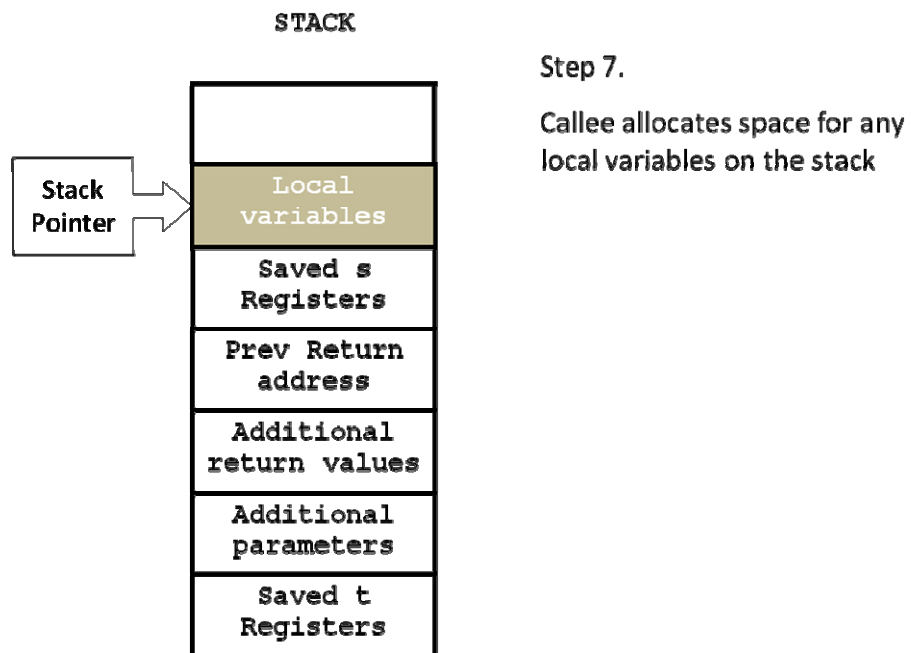 STACK
Step 7.
Callee allocates space for any
local variables on the stack
Stack
Pointer
Local
variables
Saved s
Registers
Prev Return
address
Additional
return values
Additional
parameters
Saved t
Registers